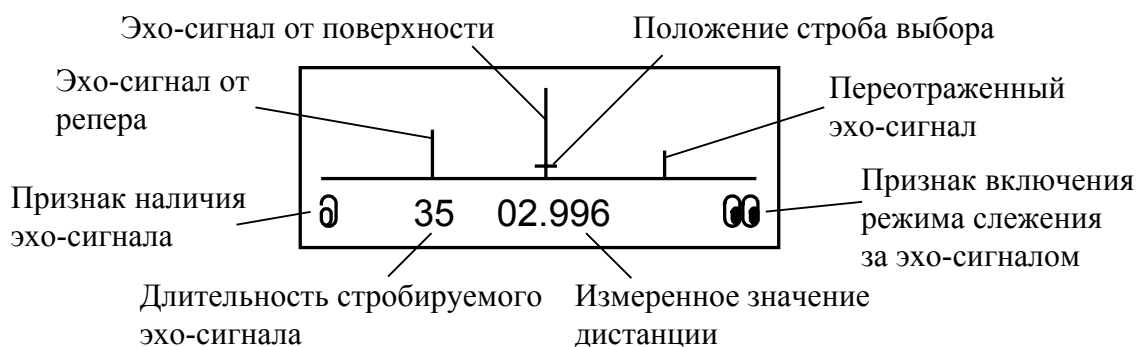 Эхо-сигнал от поверхности
Положение строба выбора
Эхо-сигнал от
репера
Переотраженный
эхо-сигнал
Признак наличия
эхо-сигнала
35 02.996
Признак включения
режима слежения
за эхо-сигналом
Длительность стробируемого
эхо-сигнала
Измеренное значение
дистанции